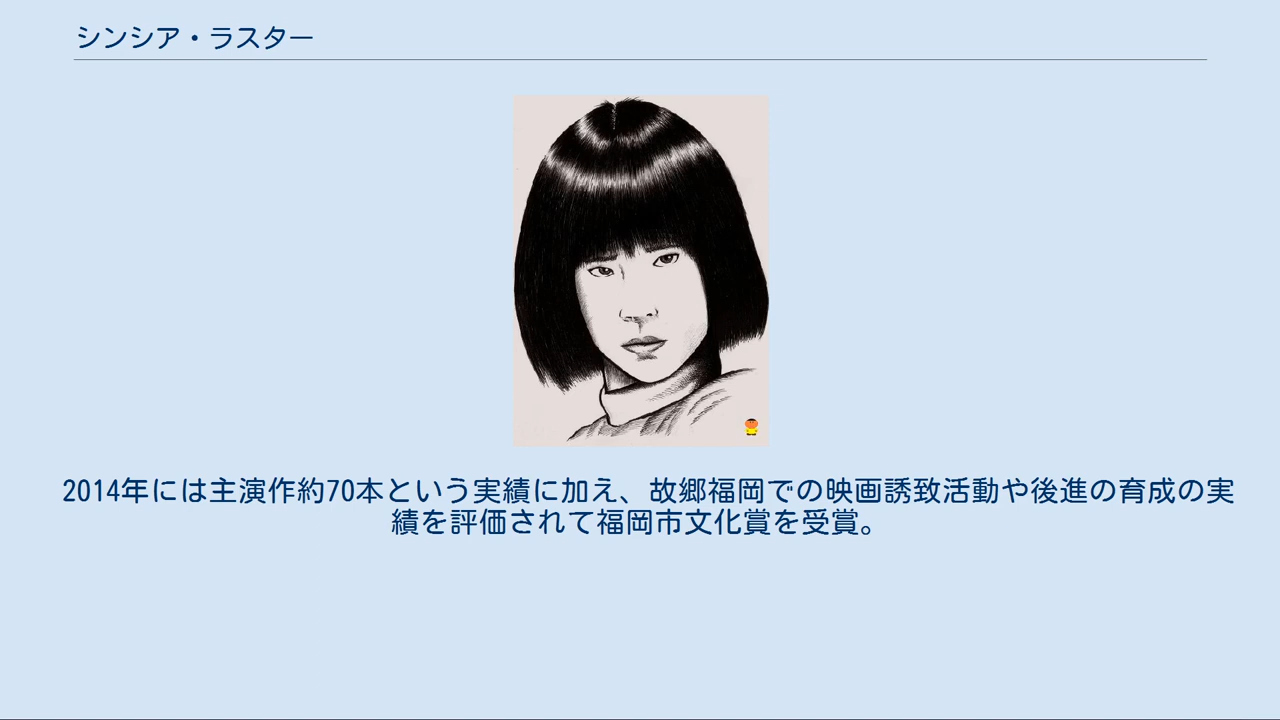 シンシア・ラスター
2014年には主演作約70本という実績に加え、故郷福岡での映画誘致活動や後進の育成の実
績を評価されて福岡市文化賞を受賞。